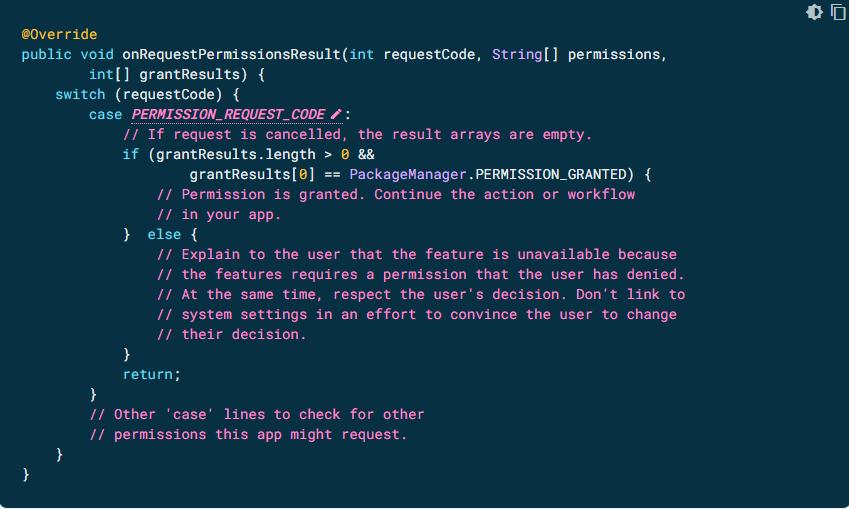 @Override
public void onRequestPermissionsResult(int requestCode, String[] permissions,
        int[] grantResults) {
    switch (requestCode) {
        case PERMISSION_REQUEST_CODE:
            // If request is cancelled, the result arrays are empty.
            if (grantResults.length > 0 &&
                    grantResults[0] == PackageManager.PERMISSION_GRANTED) {
                // Permission is granted. Continue the action or workflow
                // in your app.
            }  else {
                // Explain to the user that the feature is unavailable because
                // the features requires a permission that the user has denied.
                // At the same time, respect the user's decision. Don't link to
                // system settings in an effort to convince the user to change
                // their decision.
            }
            return;
        }
        // Other 'case' lines to check for other
        // permissions this app might request.
    }
}